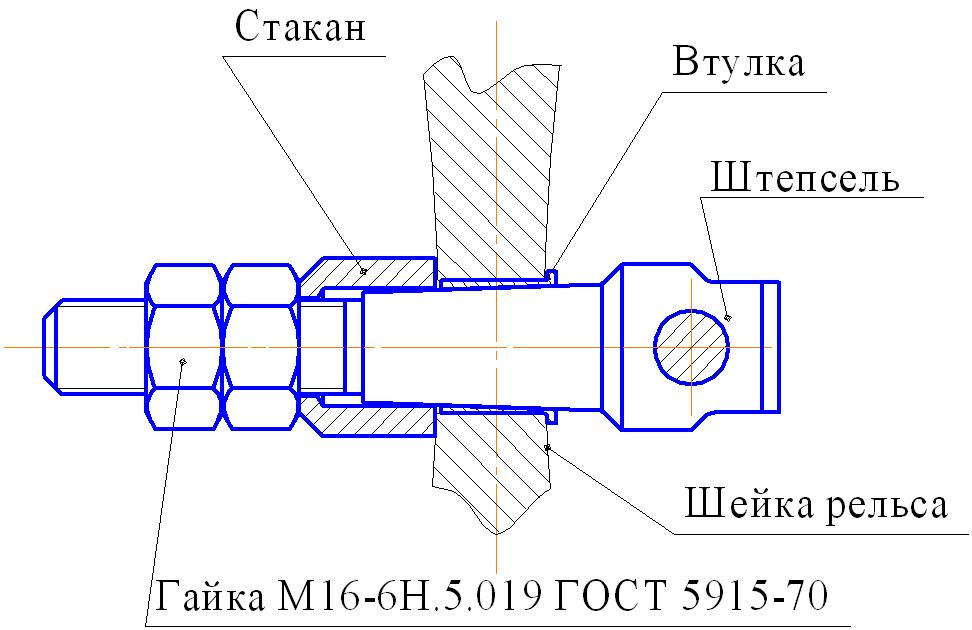 Стакан
Втулка
Штепсель
Шейка рельса
Гайка М16-6Н.5.019 ГОСТ 5915-70